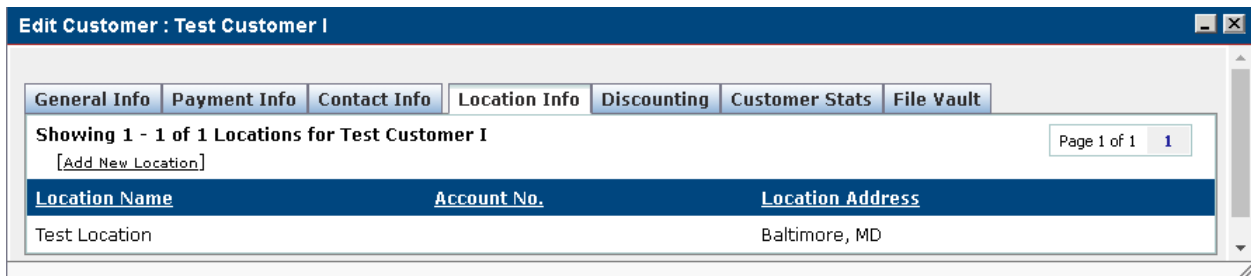 Edit Customer : Test Customer I
General Info Payment Info Contact Info Location Info Discounting Customer Stats File Vault
Showing 1 - 1 of 1 Locations for Test Customer I
Page 1 of 1 1
[Add New Location]
Location Name Account No. Location Address
Test Location Baltimore, MD